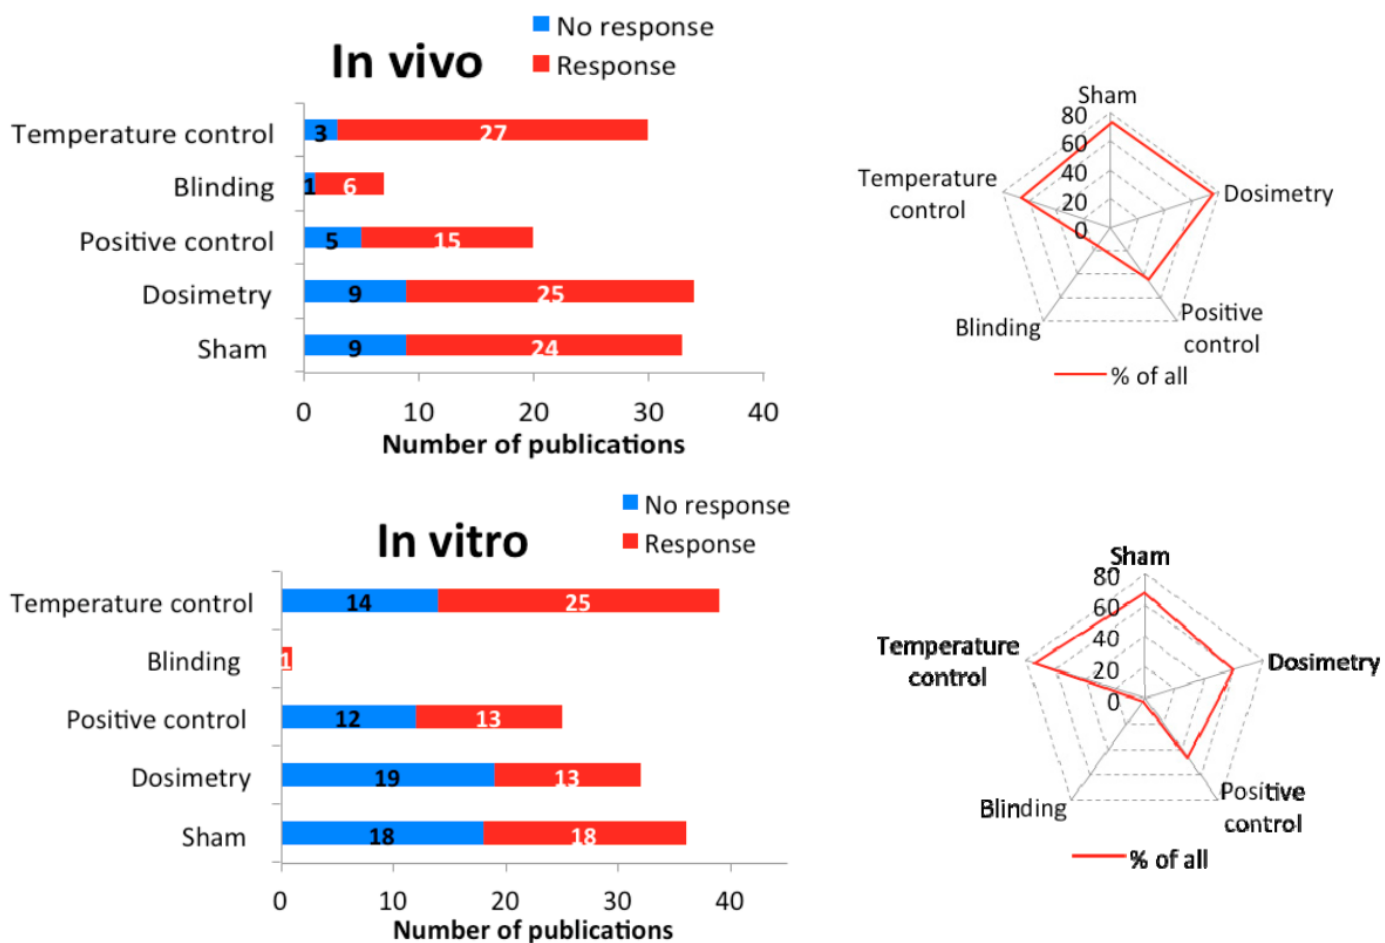 In vivo
No response
Response
Temperature control
3
27
Blinding
1
6
Positive control
5
15
Dosimetry
9
25
Sham
9
24
0
10
20
30
40
Number of publications
Sham
80
60
40
20
0
Temperature
control
Dosimetry
Blinding
Positive
control
% of all
In vitro
No response
Response
Temperature control
14
25
Blinding
1
Positive control
12
13
Dosimetry
19
13
Sham
18
18
0
10
20
30
40
Number of publications
Sham
80
60
40
20
0
Temperature
control
Dosimetry
Blinding
Positive
control
% of all